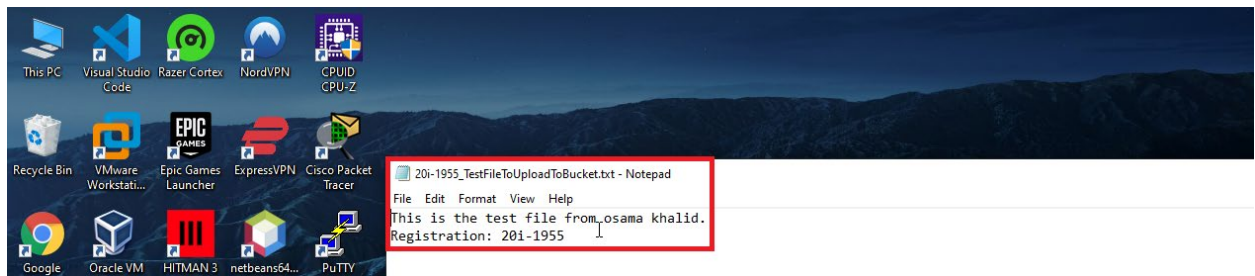 This PC
Visual Studio
Code
Razer Cortex
NordVPN
CPUID
CPU-Z
EPIC
GAMES
Recycle Bin
VMware
Workstati...
Epic Games
Launcher
ExpressVPN
Cisco Packet
Tracer
Google
Oracle VM
HITMAN 3
netbeans64...
PuTTY
20i-1955_TestFileToUploadToBucket.txt - Notepad
File Edit Format View Help
This is the test file from osama khalid.
Registration: 20i-1955